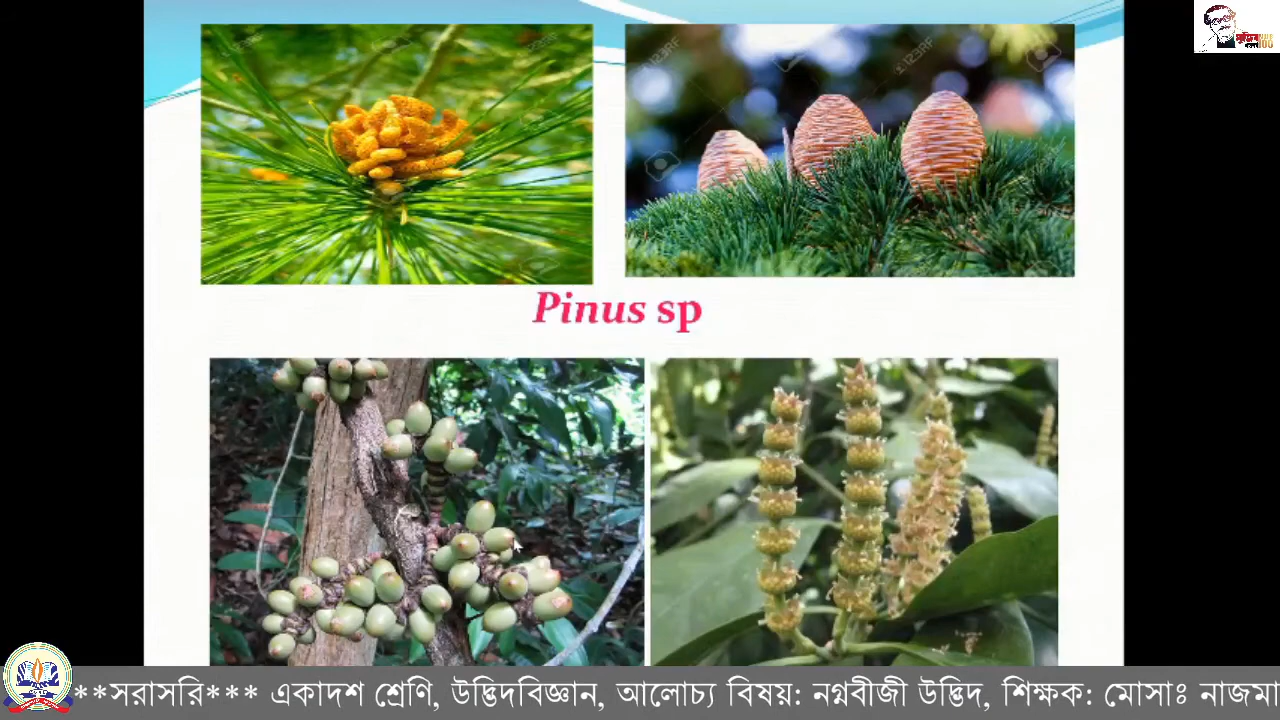 Pinus sp
**সরাসরি*** একাদশ শ্রেণি, উদ্ভিদবিজ্ঞান, আলোচ্য বিষয়: নগ্নবীজী উদ্ভিদ, শিক্ষক: মোসাঃ নাজমা